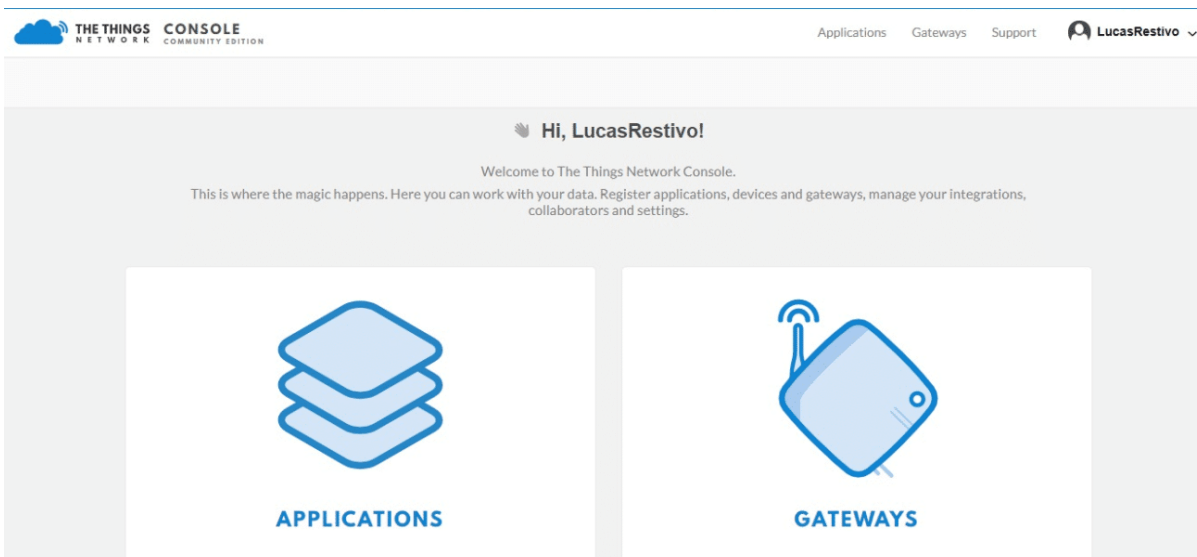 THE THINGS NETWORK
CONSOLE COMMUNITY EDITION
Applications
Gateways
Support
LucasRestivo
Hi, LucasRestivo!
Welcome to The Things Network Console.
This is where the magic happens. Here you can work with your data. Register applications, devices and gateways, manage your integrations,
collaborators and settings.
APPLICATIONS
GATEWAYS